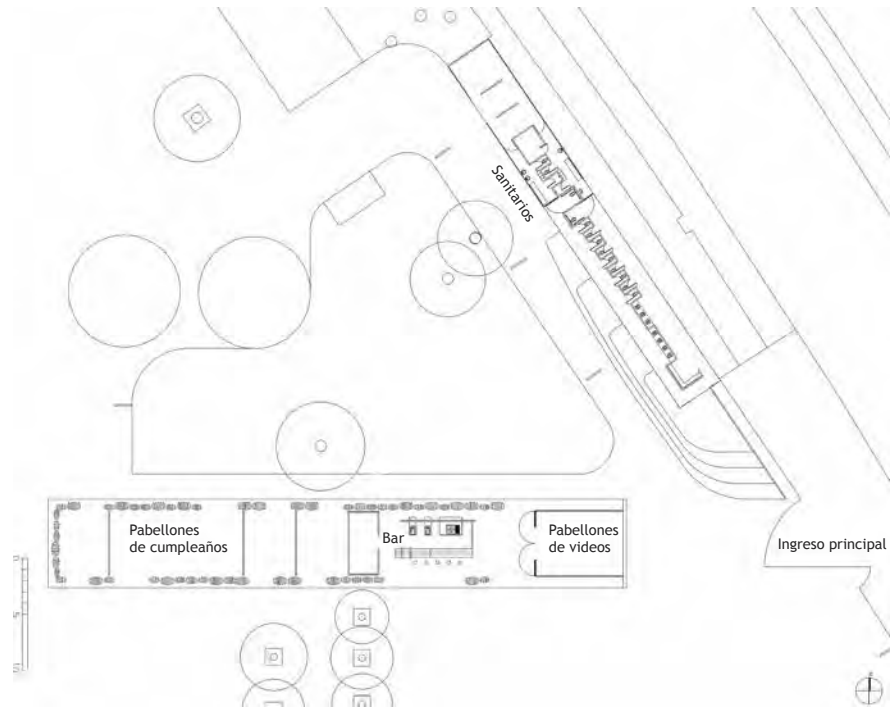 Sanitarios
Pabellones
de cumpleaños
Bar
Pabellones
de videos
Ingreso principal